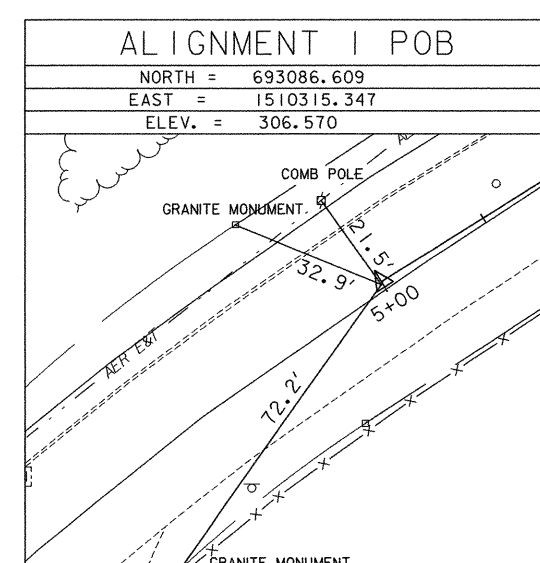 ALIGNMENT 1 POB
NORTH = 693086.609
EAST = 1510315.347
ELEV. = 306.570
COMB POLE
GRANITE MONUMENT
21.5'
32.9'
5+00
AER E&T
72.2'
GRANITE MONUMENT